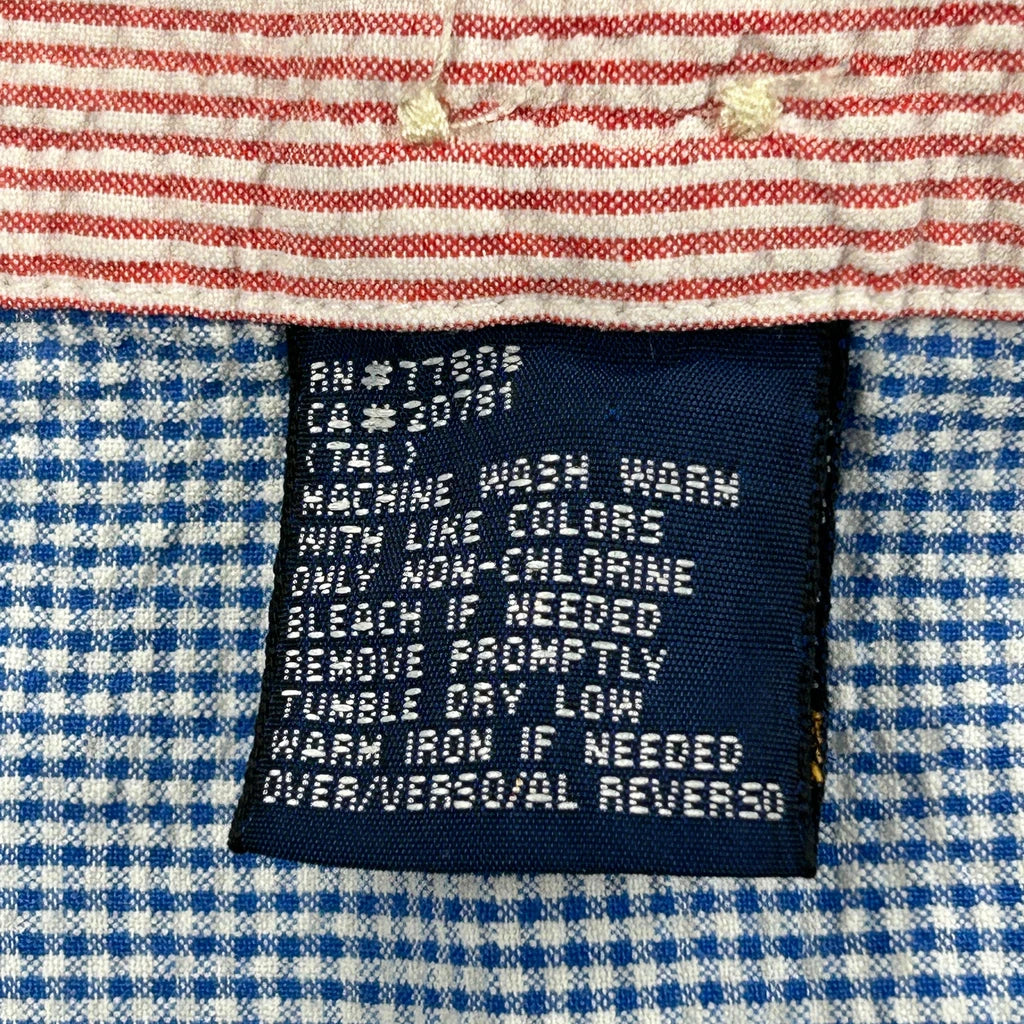 RN #77806
CA #30781
(TAL)
MACHINE WASH WARM
WITH LIKE COLORS
ONLY NON-CHLORINE
BLEACH IF NEEDED
REMOVE PROMPTLY
TUMBLE DRY LOW
WARM IRON IF NEEDED
OVER/VERSO/AL REVERSO